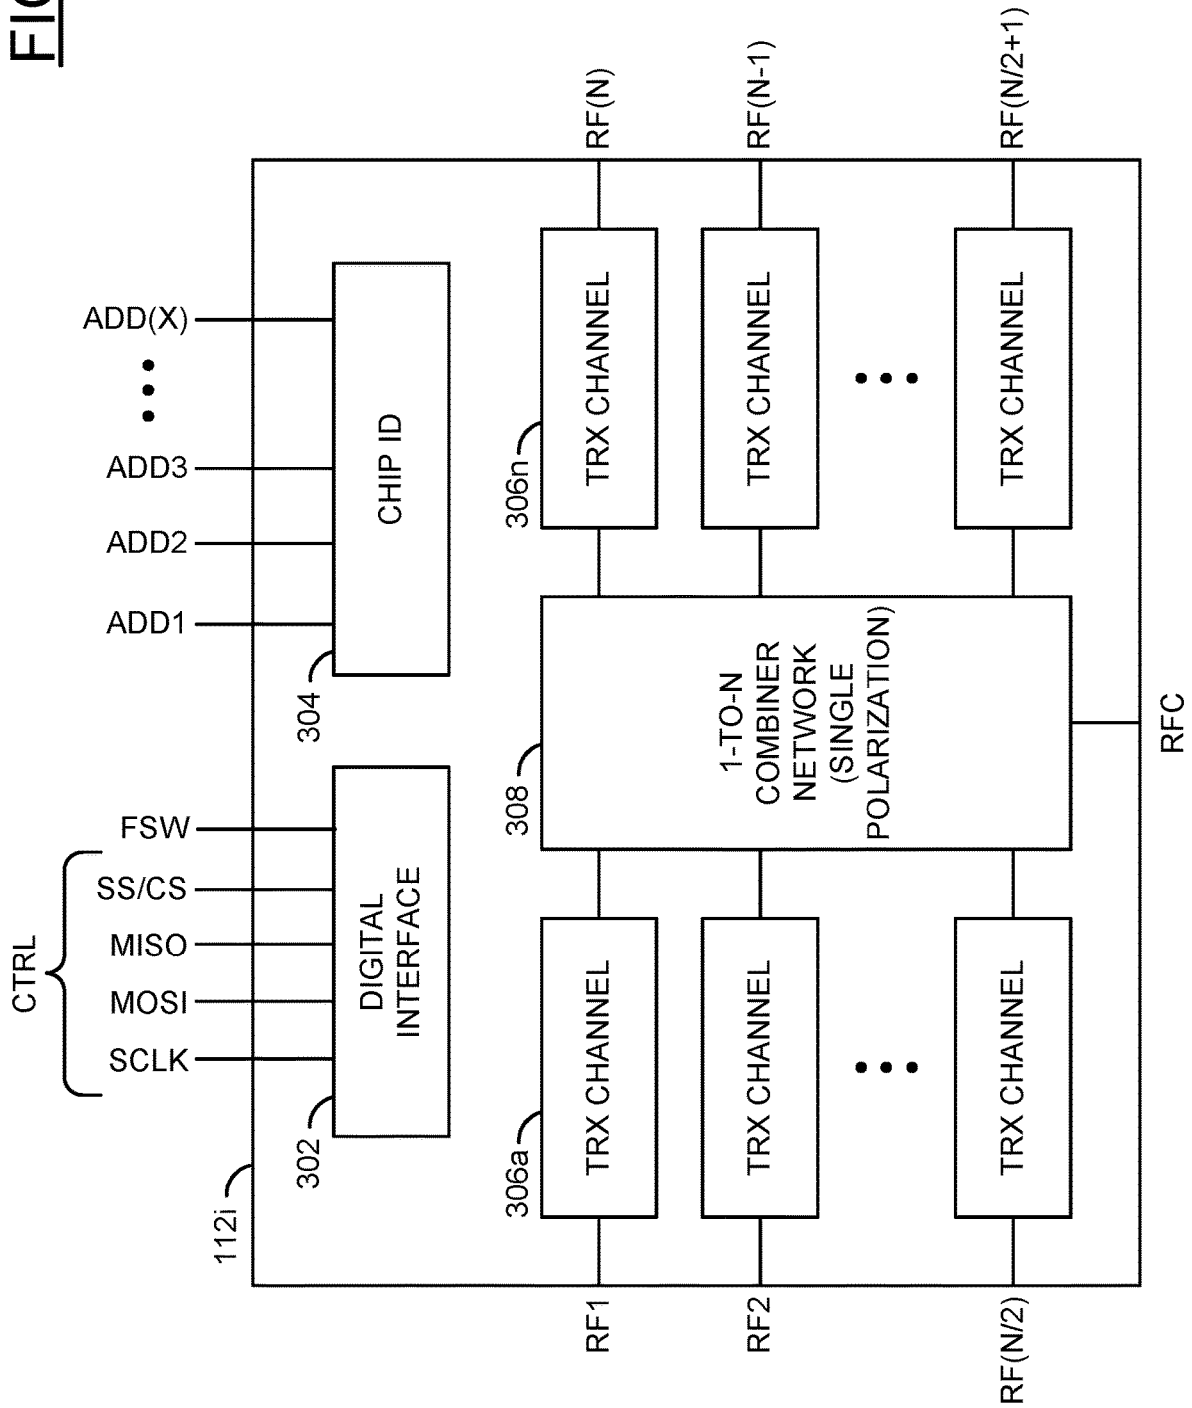 CTRL
SCLK
MOSI
MISO
SS/CS
FSW
ADD1
ADD2
ADD3
ADD(X)
112i
302
DIGITAL
INTERFACE
304
CHIP ID
306a
TRX CHANNEL
308
1-TO-N
COMBINER
NETWORK
(SINGLE
POLARIZATION)
306n
TRX CHANNEL
RF1
RF(N)
TRX CHANNEL
TRX CHANNEL
RF2
RF(N-1)
TRX CHANNEL
TRX CHANNEL
RF(N/2)
RF(N/2+1)
RFC